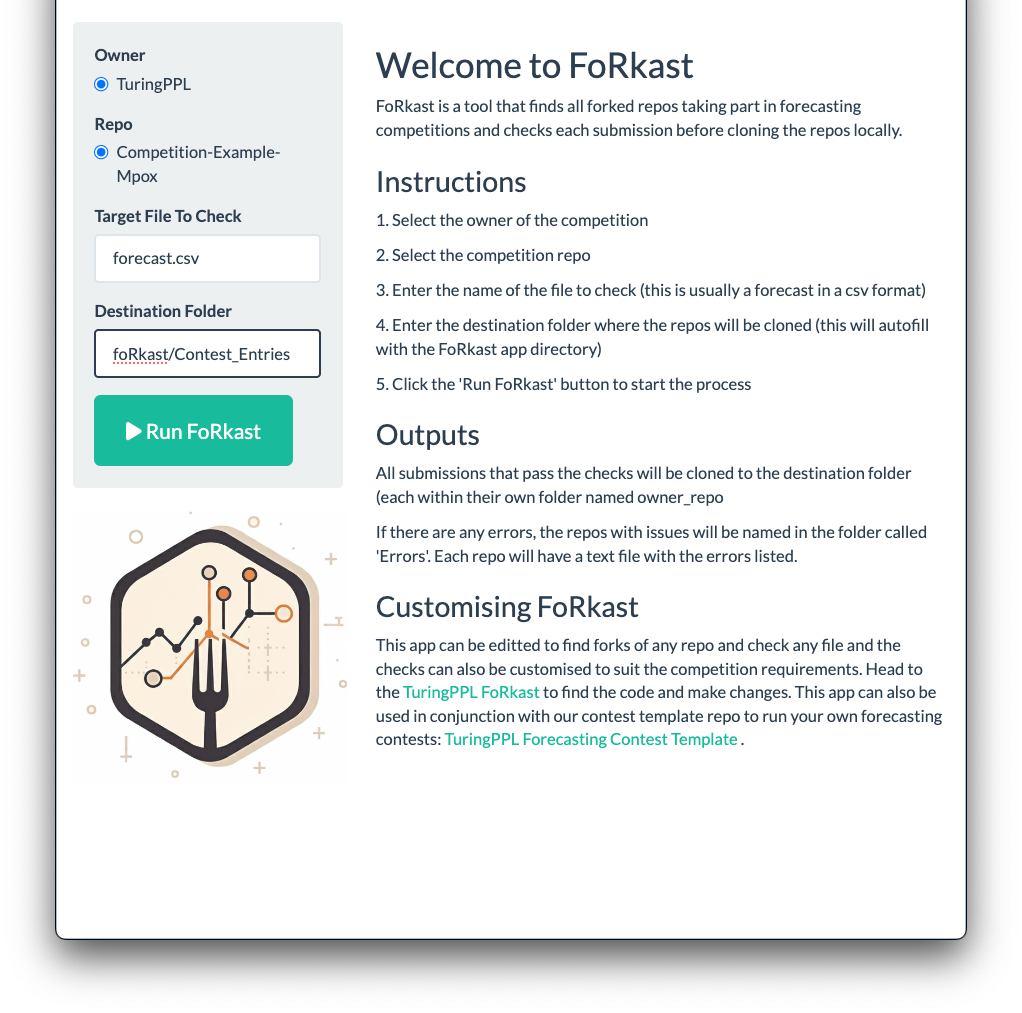 Owner
TuringPPL
Repo
Competition-Example-
Mpox
Target File To Check
forecast.csv
Destination Folder
foRkast/Contest_Entries
Run FoRkast
Welcome to FoRkast
FoRkast is a tool that finds all forked repos taking part in forecasting
competitions and checks each submission before cloning the repos locally.
Instructions
1. Select the owner of the competition
2. Select the competition repo
3. Enter the name of the file to check (this is usually a forecast in a csv format)
4. Enter the destination folder where the repos will be cloned (this will autofill
with the FoRkast app directory)
5. Click the 'Run FoRkast' button to start the process
Outputs
All submissions that pass the checks will be cloned to the destination folder
(each within their own folder named owner_repo
If there are any errors, the repos with issues will be named in the folder called
'Errors'. Each repo will have a text file with the errors listed.
Customising FoRkast
This app can be editted to find forks of any repo and check any file and the
checks can also be customised to suit the competition requirements. Head to
the TuringPPL FoRkast to find the code and make changes. This app can also be
used in conjunction with our contest template repo to run your own forecasting
contests: TuringPPL Forecasting Contest Template .